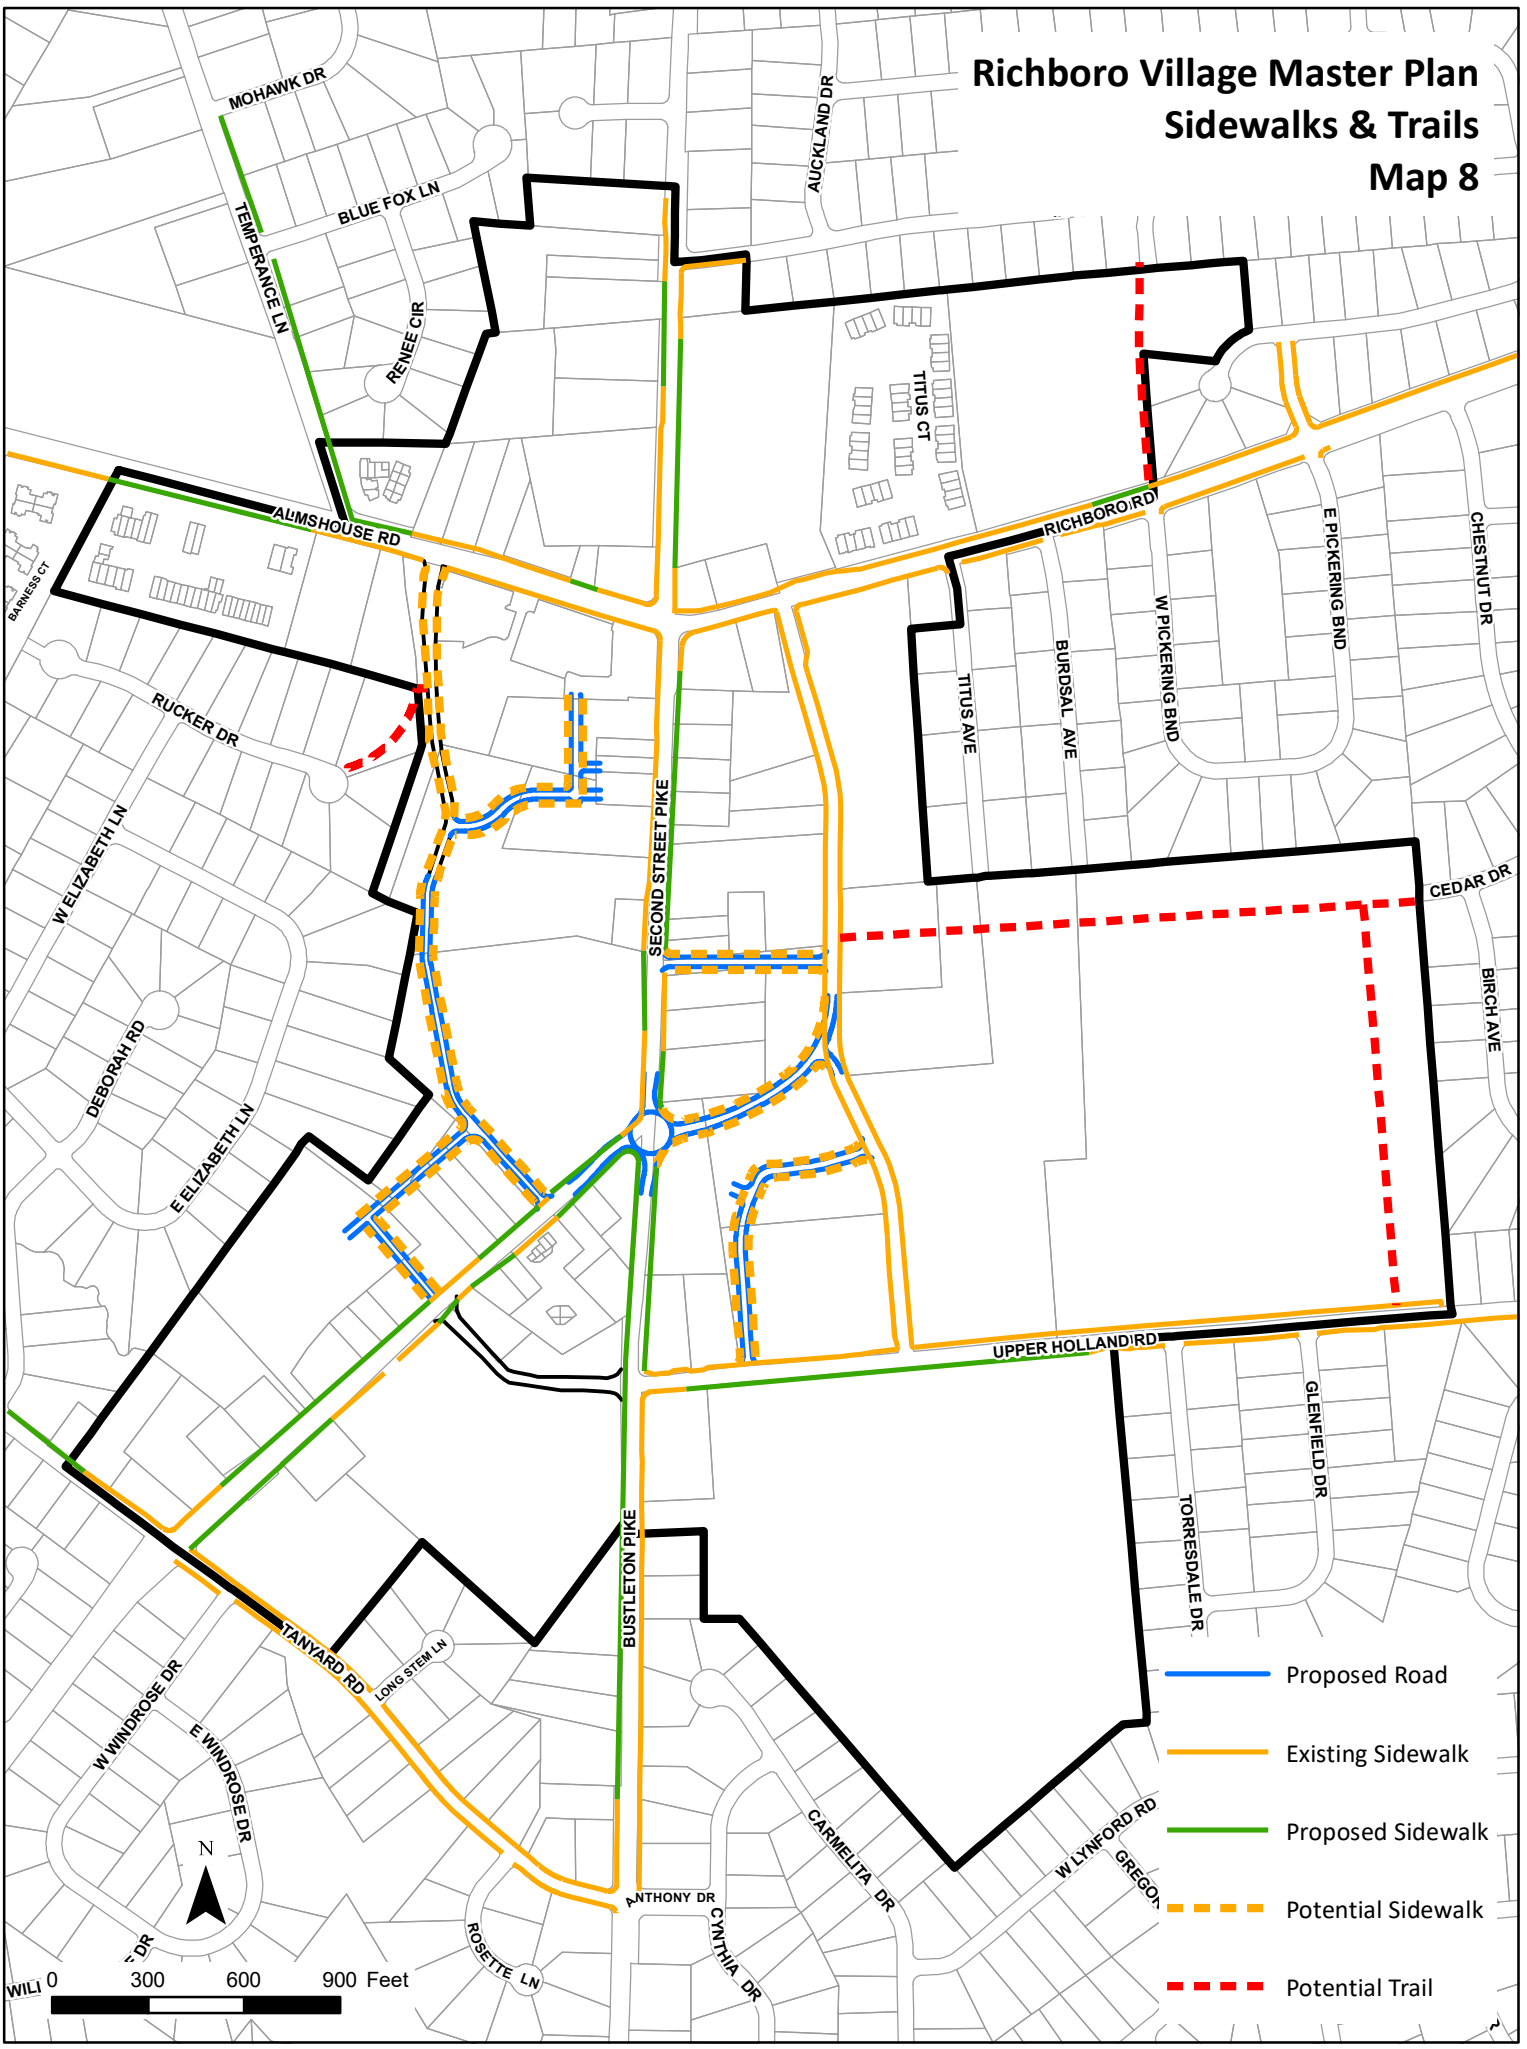 Richboro Village Master Plan
Sidewalks & Trails
Map 8
MOHAWK DR
AUCKLAND DR
BLUE FOX LN
TEMPERANCE LN
RENEE CIR
TITUS CT
ALMSHOUSE RD
RICHBORO RD
BARNESS CT
E PICKERING BND
CHESTNUT DR
W PICKERING BND
BURDSAL AVE
TITUS AVE
RUCKER DR
W ELIZABETH LN
SECOND STREET PIKE
CEDAR DR
BIRCH AVE
DEBORAH RD
E ELIZABETH LN
UPPER HOLLAND RD
GLENFIELD DR
TORRESDALE DR
BUSTLETON PIKE
TANYARD RD
LONG STEM LN
W WINDROSE DR
E WINDROSE DR
CARMELITA DR
W LYNFORD RD
GREGOR
ANTHONY DR
CYNTHIA DR
ROSETTE LN
DR
WILL
N
0 300 600 900 Feet
Proposed Road
Existing Sidewalk
Proposed Sidewalk
Potential Sidewalk
Potential Trail